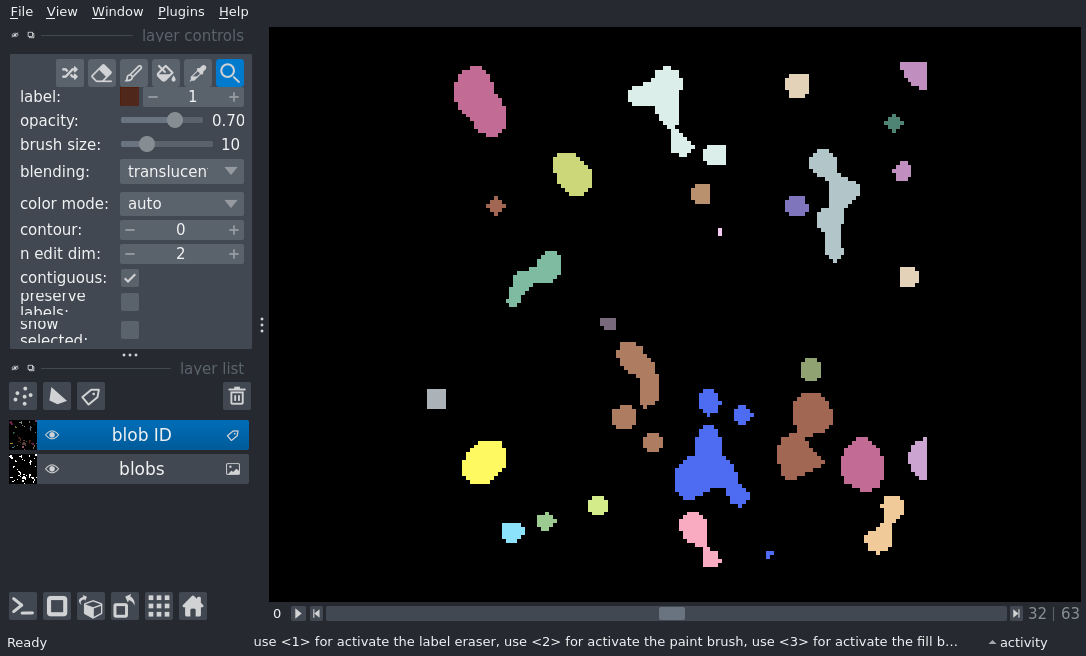 File View Window Plugins Help
layer controls
label: 1
opacity: 0.70
brush size: 10
blending: translucen
color mode: auto
contour: 0
n edit dim: 2
contiguous:
preserve
labels:
show
selected:
layer list
blob ID
blobs
0 32 63
Ready use <1> for activate the label eraser, use <2> for activate the paint brush, use <3> for activate the fill b... activity